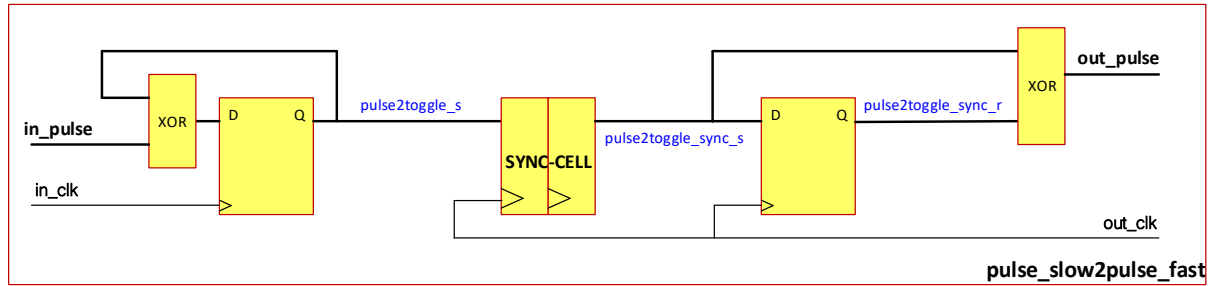 out_pulse
XOR
pulse2toggle_s
D
Q
D
Q
pulse2toggle_sync_r
XOR
in_pulse
pulse2toggle_sync_s
SYNC-CELL
in_clk
out_clk
pulse_slow2pulse_fast